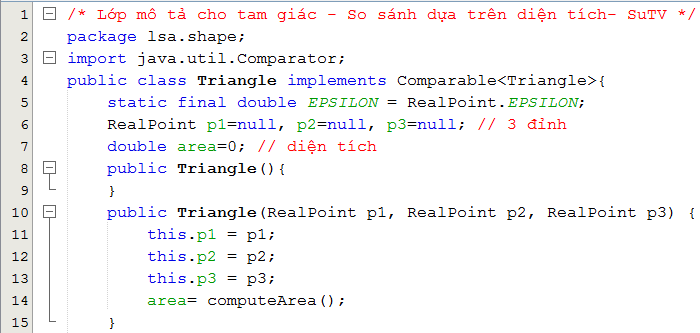 1 /* Lớp mô tả cho tam giác - So sánh dựa trên diện tích- SuTV */
2 package lsa.shape;
3 import java.util.Comparator;
4 public class Triangle implements Comparable<Triangle>{
5 static final double EPSILON = RealPoint.EPSILON;
6 RealPoint p1=null, p2=null, p3=null; // 3 đỉnh
7 double area=0; // diện tích
8 public Triangle(){
9 }
10 public Triangle(RealPoint p1, RealPoint p2, RealPoint p3) {
11 this.p1 = p1;
12 this.p2 = p2;
13 this.p3 = p3;
14 area= computeArea();
15 }